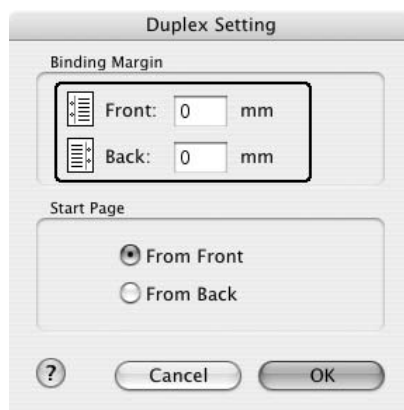 Duplex Setting
Binding Margin
Front: 0 mm
Back: 0 mm
Start Page
From Front
From Back
? Cancel OK